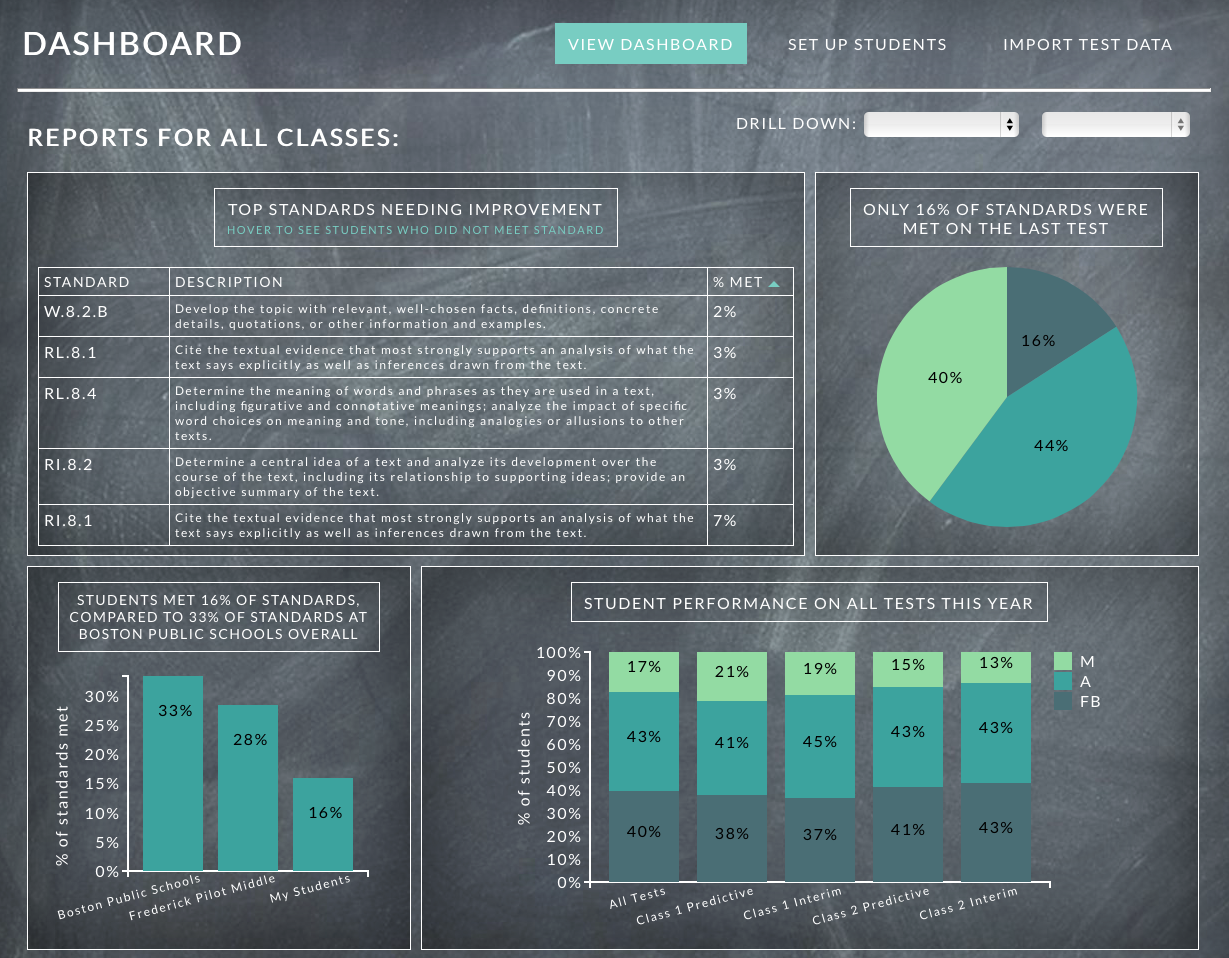 DASHBOARD
VIEW DASHBOARD
SET UP STUDENTS
IMPORT TEST DATA
REPORTS FOR ALL CLASSES:
DRILL DOWN:
TOP STANDARDS NEEDING IMPROVEMENT
HOVER TO SEE STUDENTS WHO DID NOT MEET STANDARD
STANDARD DESCRIPTION % MET
W.8.2.B Develop the topic with relevant, well-chosen facts, definitions, concrete 2%
details, quotations, or other information and examples.
RL.8.1 Cite the textual evidence that most strongly supports an analysis of what the 3%
text says explicitly as well as inferences drawn from the text.
RL.8.4 Determine the meaning of words and phrases as they are used in a text, 3%
including figurative and connotative meanings; analyze the impact of specific
word choices on meaning and tone, including analogies or allusions to other
texts.
RI.8.2 Determine a central idea of a text and analyze its development over the 3%
course of the text, including its relationship to supporting ideas; provide an
objective summary of the text.
RI.8.1 Cite the textual evidence that most strongly supports an analysis of what the 7%
text says explicitly as well as inferences drawn from the text.
ONLY 16% OF STANDARDS WERE
MET ON THE LAST TEST
16%
40%
44%
STUDENTS MET 16% OF STANDARDS,
COMPARED TO 33% OF STANDARDS AT
BOSTON PUBLIC SCHOOLS OVERALL
% of standards met
30%
25%
20%
15%
10%
5%
0%
33%
28%
16%
Boston Public Schools
Frederick Pilot Middle
My Students
STUDENT PERFORMANCE ON ALL TESTS THIS YEAR
% of students
100%
90%
80%
70%
60%
50%
40%
30%
20%
10%
0%
17% 21% 19% 15% 13%
43% 41% 45% 43% 43%
40% 38% 37% 41% 43%
M
A
FB
All Tests
Class 1 Predictive
Class 1 Interim
Class 2 Predictive
Class 2 Interim